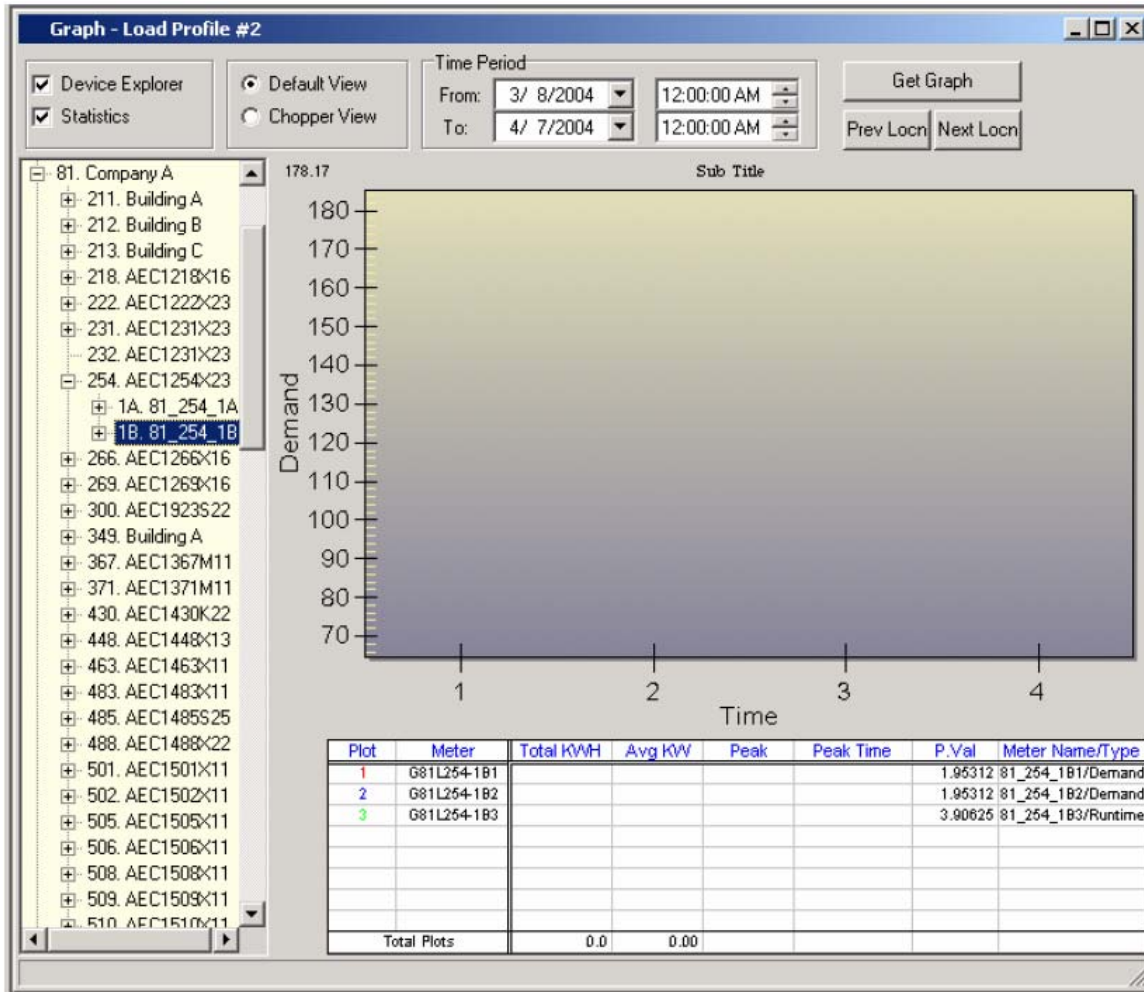 Graph - Load Profile #2
Device Explorer
Statistics
Default View
Chopper View
Time Period
From: 3/ 8/2004 12:00:00 AM
To: 4/ 7/2004 12:00:00 AM
Get Graph
Prev Locn Next Locn
81. Company A
211. Building A
212. Building B
213. Building C
218. AEC1218X16
222. AEC1222X23
231. AEC1231X23
232. AEC1231X23
254. AEC1254X23
1A. 81_254_1A
1B. 81_254_1B
266. AEC1266X16
269. AEC1269X16
300. AEC1923S22
349. Building A
367. AEC1367M11
371. AEC1371M11
430. AEC1430K22
448. AEC1448X13
463. AEC1463X11
483. AEC1483X11
485. AEC1485S25
488. AEC1488X22
501. AEC1501X11
502. AEC1502X11
505. AEC1505X11
506. AEC1506X11
508. AEC1508X11
509. AEC1509X11
510. AEC1510X11
178.17
Sub Title
180
170
160
150
140
130
120
110
100
90
80
70
Demand
1 2 3 4
Time
Plot Meter Total KWH Avg KW Peak Peak Time P.Val Meter Name/Type
1 G81L254-1B1 1.95312 81_254_1B1/Demand
2 G81L254-1B2 1.95312 81_254_1B2/Demand
3 G81L254-1B3 3.90625 81_254_1B3/Runtime
Total Plots 0.0 0.00